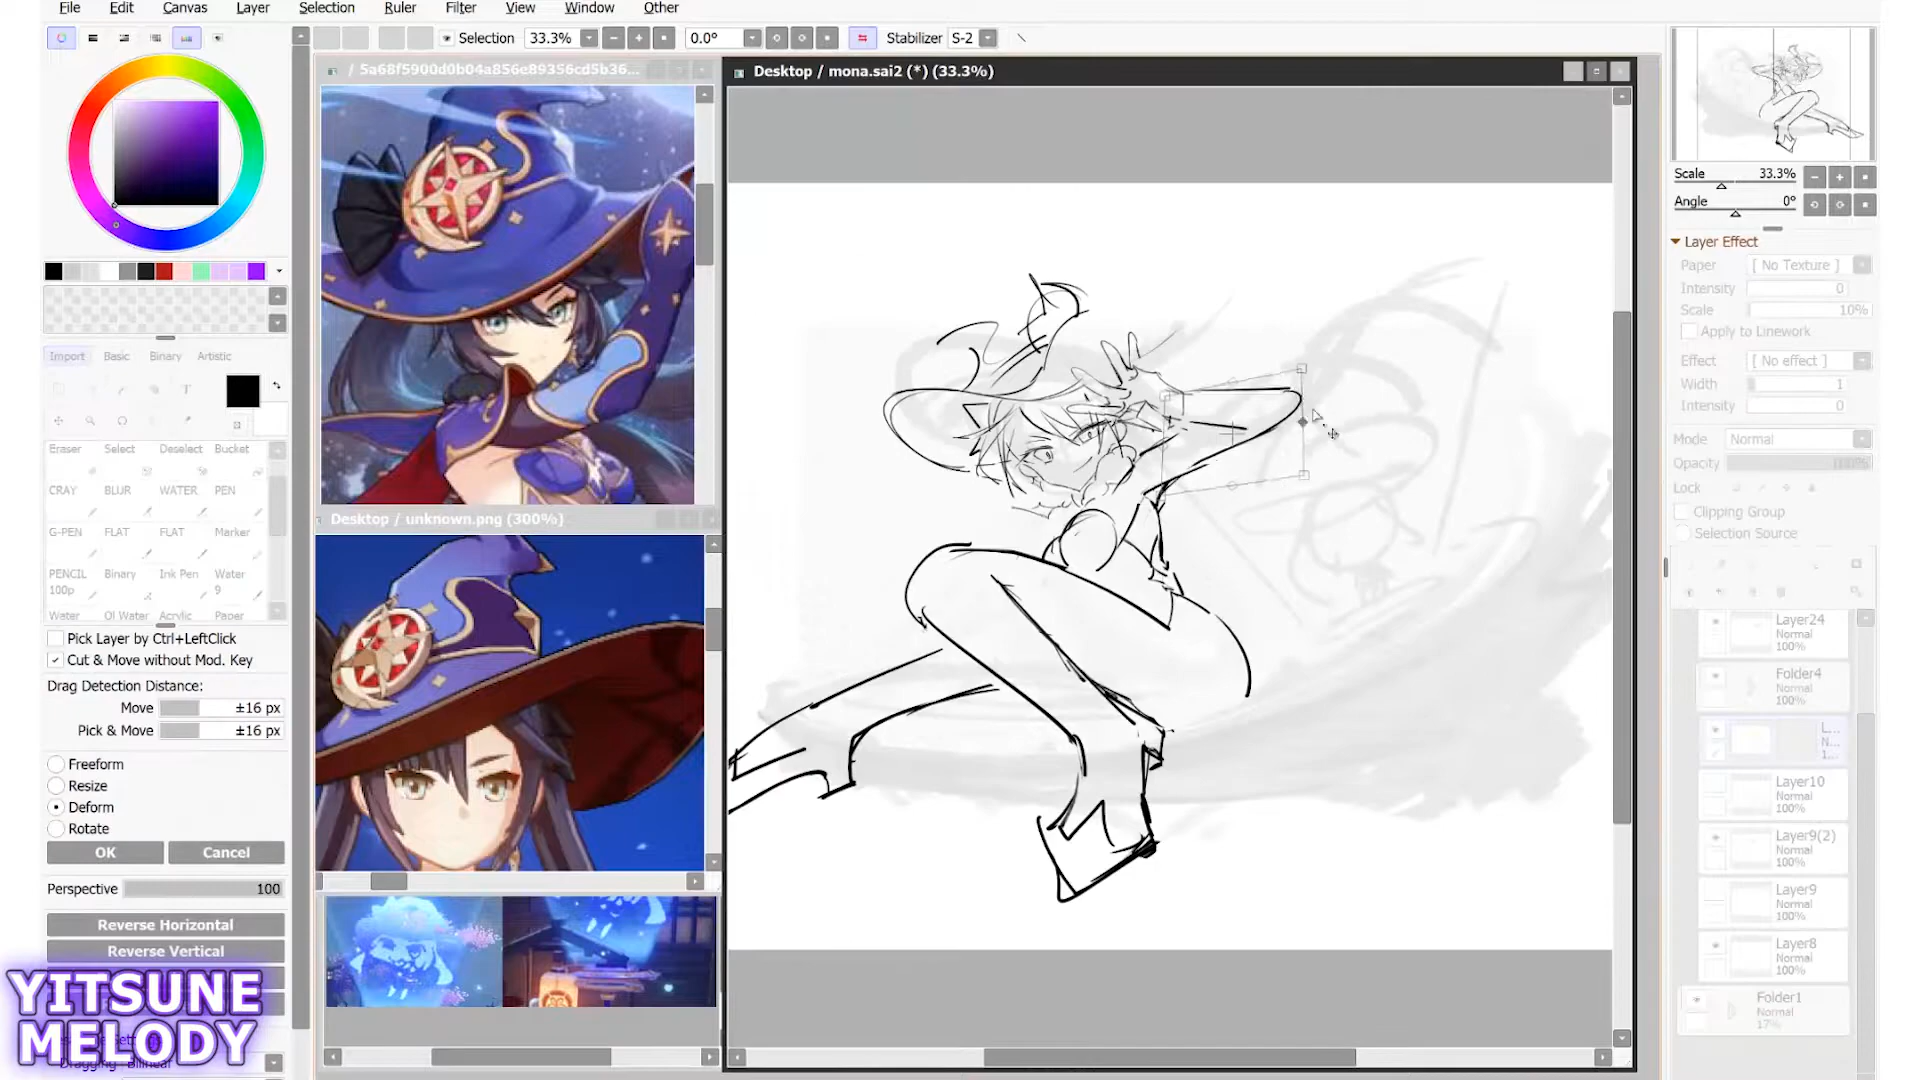 File Edit Canvas Layer Selection Ruler Filter View Window Other
Selection 33.3% 0.0° Stabilizer S-2
/ 5a68f5900d0b04a856e89356cd5b36...
Desktop / mona.sai2 (*) (33.3%)
Scale 33.3%
Angle 0°
Layer Effect
Paper [ No Texture ]
Intensity 0
Scale 10%
Apply to Linework
Effect [ No effect ]
Width 1
Intensity 0
Mode Normal
Opacity 100%
Lock
Clipping Group
Selection Source
Layer24
Normal
100%
Folder4
Normal
100%
L...
N...
1...
Layer10
Normal
100%
Layer9(2)
Normal
100%
Layer9
Normal
100%
Layer8
Normal
100%
Folder1
Normal
17%
Import Basic Binary Artistic
T
Eraser Select Deselect Bucket
CRAY BLUR WATER PEN
G-PEN FLAT FLAT Marker
PENCIL 100p Binary Ink Pen Water 9
Water Ol Water Acrylic Paper
Pick Layer by Ctrl+LeftClick
Cut & Move without Mod. Key
Drag Detection Distance:
Move ±16 px
Pick & Move ±16 px
Freeform
Resize
Deform
Rotate
OK Cancel
Perspective 100
Reverse Horizontal
Reverse Vertical
Desktop / unknown.png (300%)
YITSUNE
MELODY